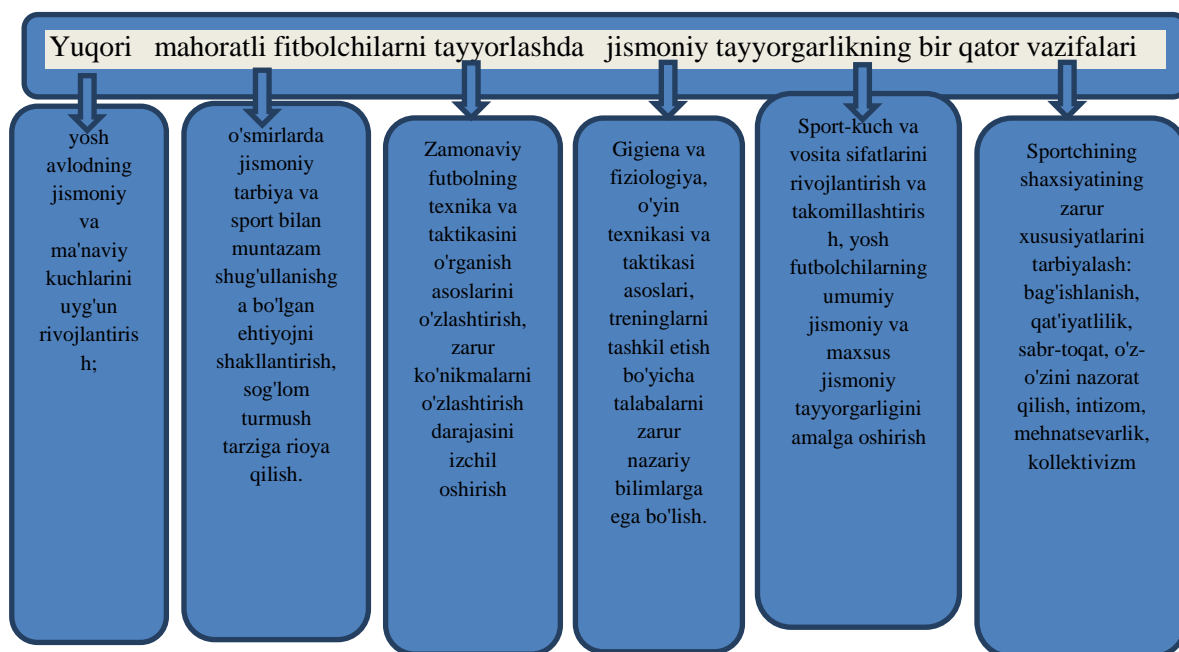 Yuqori mahoratli fitbolchilarni tayyorlashda jismoniy tayyorgarlikning bir qator vazifalari
yosh
avlodning
jismoniy
va
ma'naviy
kuchlarini
uyg'un
rivojlantiris
h;
o'smirlarda
jismoniy
tarbiya va
sport bilan
muntazam
shug'ullanishg
a bo'lgan
ehtiyojni
shakllantirish,
sog'lom
turmush
tarziga rioya
qilish.
Zamonaviy
futbolning
texnika va
taktikasini
o'rganish
asoslarini
o'zlashtirish,
zarur
ko'nikmalarni
o'zlashtirish
darajasini
izchil
oshirish
Gigiena va
fiziologiya,
o'yin
texnikasi va
taktikasi
asoslari,
treninglarni
tashkil etish
bo'yicha
talabalarni
zarur
nazariy
bilimlarga
ega bo'lish.
Sport-kuch va
vosita sifatlarini
rivojlantirish va
takomillashtiris
h, yosh
futbolchilarning
umumiy
jismoniy va
maxsus
jismoniy
tayyorgarligini
amalga oshirish
Sportchining
shaxsiyatining
zarur
xususiyatlarini
tarbiyalash:
bag'ishlanish,
qat'iyatlilik,
sabr-toqat, o'z-
o'zini nazorat
qilish, intizom,
mehnatsevarlik,
kollektivizm